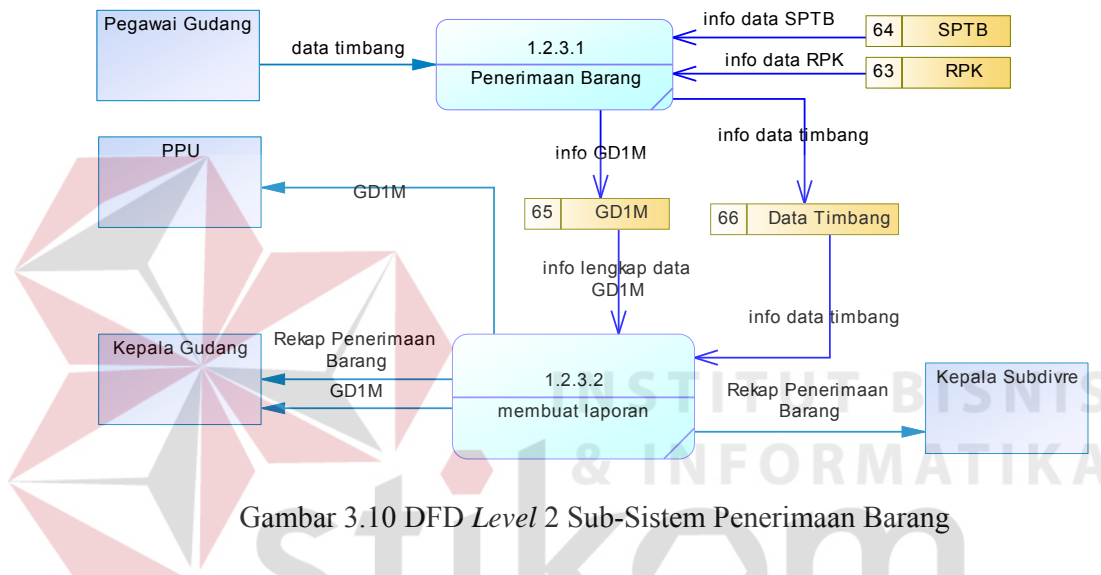 Pegawai Gudang
data timbang
1.2.3.1
Penerimaan Barang
info data SPTB
64 SPTB
info data RPK
63 RPK
PPU
GD1M
info GD1M
info data timbang
65 GD1M
66 Data Timbang
info lengkap data
GD1M
info data timbang
Kepala Gudang
Rekap Penerimaan
Barang
GD1M
1.2.3.2
membuat laporan
Rekap Penerimaan
Barang
Kepala Subdivre
INSTITUT BISNIS
& INFORMATIKA
stikom
Gambar 3.10 DFD Level 2 Sub-Sistem Penerimaan Barang